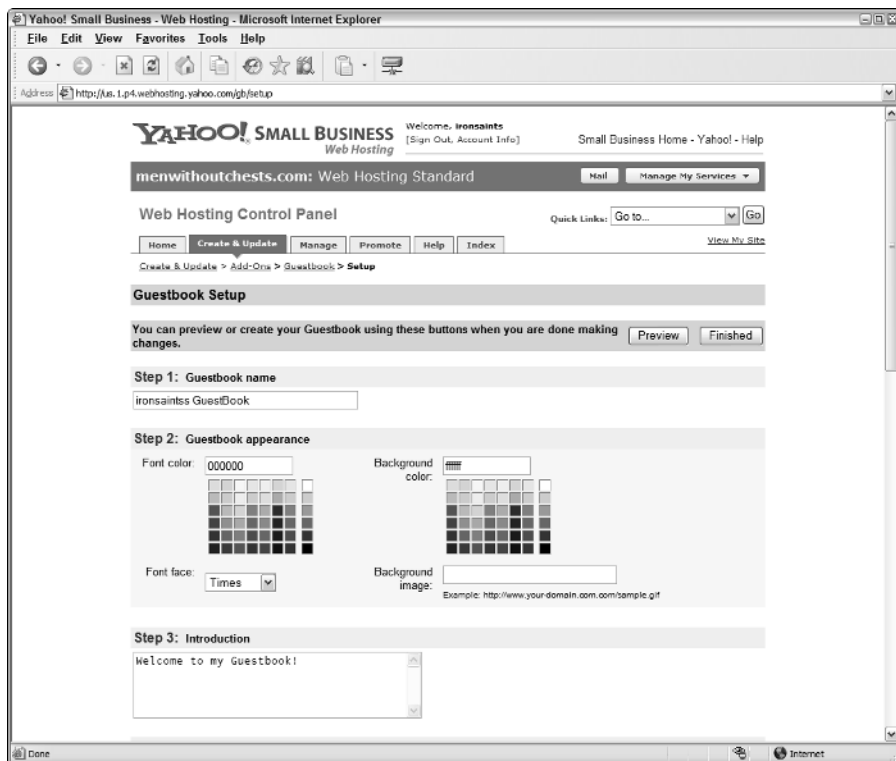 Yahoo! Small Business - Web Hosting - Microsoft Internet Explorer
File Edit View Favorites Tools Help
Address http://us.1.p4.webhosting.yahoo.com/gb/setup
YAHOO! SMALL BUSINESS
Web Hosting
Welcome, ironsaints
[Sign Out, Account Info]
Small Business Home - Yahoo! - Help
menwithoutchests.com: Web Hosting Standard
Mail
Manage My Services
Web Hosting Control Panel
Quick Links: Go to... Go
Home Create & Update Manage Promote Help Index
View My Site
Create & Update > Add-Ons > Guestbook > Setup
Guestbook Setup
You can preview or create your Guestbook using these buttons when you are done making
changes.
Preview Finished
Step 1: Guestbook name
ironsaintss GuestBook
Step 2: Guestbook appearance
Font color: 000000
Background
color: ffffff
Font face: Times
Background
image:
Example: http://www.your-domain.com.com/sample.gif
Step 3: Introduction
Welcome to my Guestbook!
Done
Internet